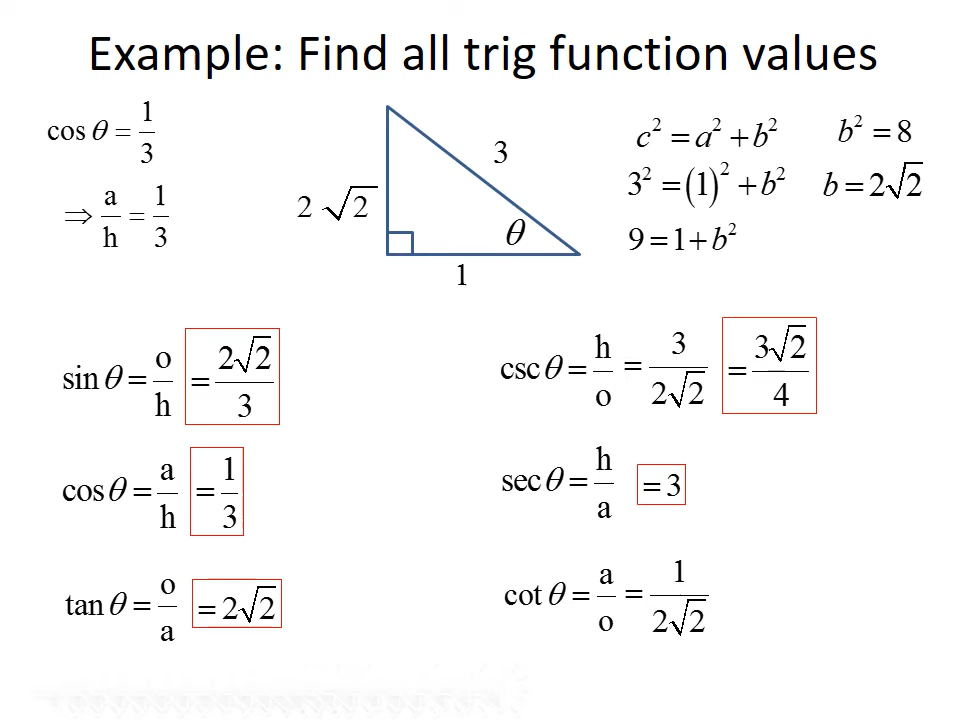 Example: Find all trig function values
cos θ = 1/3
⇒ a/h = 1/3
2√2
3
θ
1
c² = a² + b²
3² = (1)² + b²
9 = 1 + b²
b² = 8
b = 2√2
sin θ = o/h = 2√2/3
cos θ = a/h = 1/3
tan θ = o/a = 2√2
csc θ = h/o = 3/(2√2) = 3√2/4
sec θ = h/a = 3
cot θ = a/o = 1/(2√2)